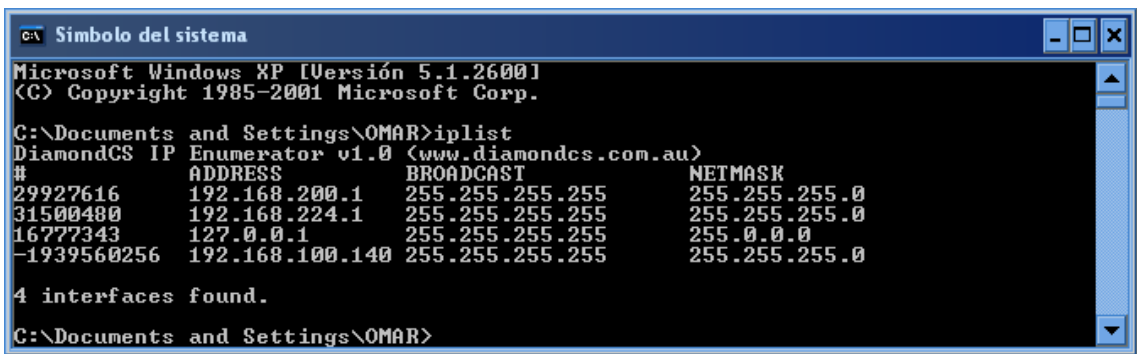 Símbolo del sistema
Microsoft Windows XP [Versión 5.1.2600]
(C) Copyright 1985-2001 Microsoft Corp.
C:\Documents and Settings\OMAR>iplist
DiamondCS IP Enumerator v1.0 (www.diamondcs.com.au)
# ADDRESS BROADCAST NETMASK
29927616 192.168.200.1 255.255.255.255 255.255.255.0
31500480 192.168.224.1 255.255.255.255 255.255.255.0
16777343 127.0.0.1 255.255.255.255 255.0.0.0
-1939560256 192.168.100.140 255.255.255.255 255.255.255.0
4 interfaces found.
C:\Documents and Settings\OMAR>